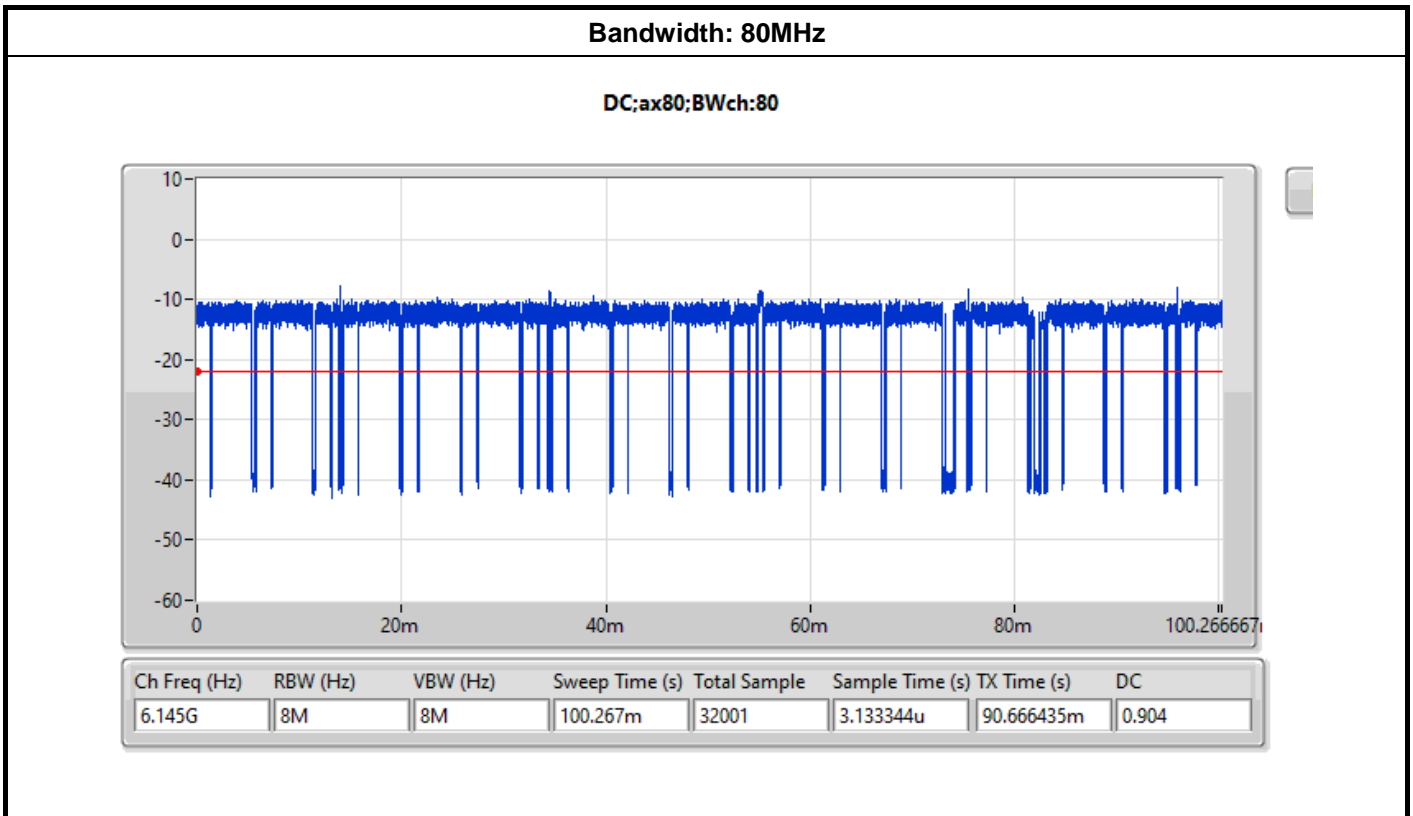 Bandwidth: 80MHz
DC;ax80;BWch:80
10
0
-10
-20
-30
-40
-50
-60
0 20m 40m 60m 80m 100.266667
Ch Freq (Hz) RBW (Hz) VBW (Hz) Sweep Time (s) Total Sample Sample Time (s) TX Time (s) DC
6.145G 8M 8M 100.267m 32001 3.133344u 90.666435m 0.904